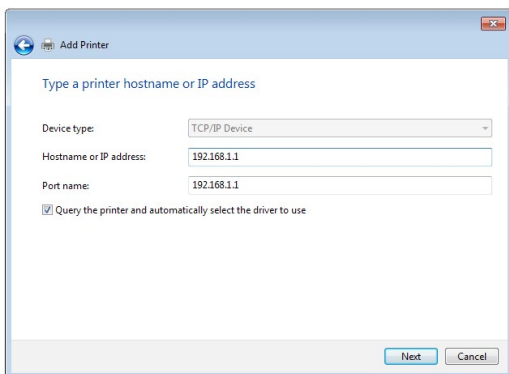 Add Printer
Type a printer hostname or IP address
Device type: TCP/IP Device
Hostname or IP address: 192.168.1.1
Port name: 192.168.1.1
Query the printer and automatically select the driver to use
Next Cancel